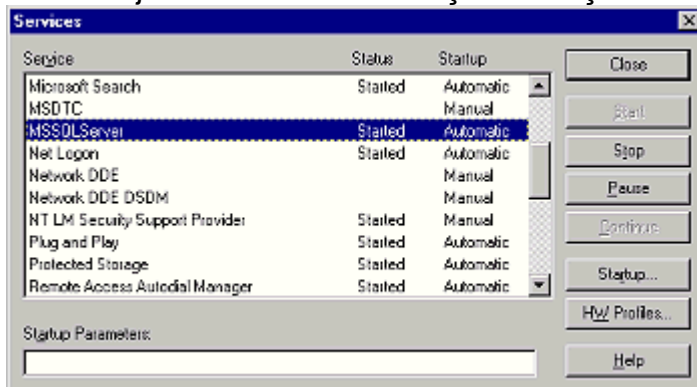 Services
Service Status Startup
Microsoft Search Started Automatic
MSDTC Manual
MSSQLServer Started Automatic
Net Logon Started Automatic
Network DDE Manual
Network DDE DSDM Manual
NT LM Security Support Provider Started Manual
Plug and Play Started Automatic
Protected Storage Started Automatic
Remote Access Autodial Manager Started Automatic
Startup Parameters:
Close
Start
Stop
Pause
Continue
Startup...
HW Profiles...
Help